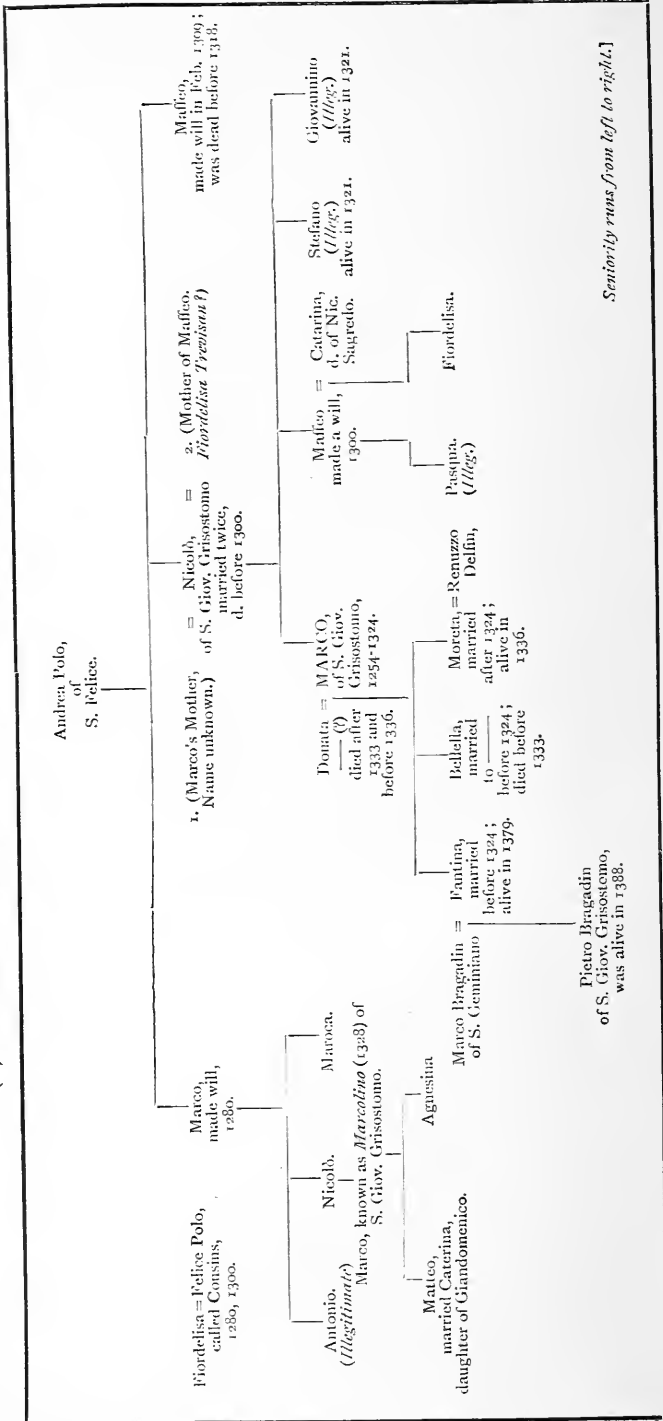 Andrea Polo,
of
S. Felice.
Fiordelisa = Felice Polo,
called Cousins,
1280, 1300.
Marco,
made will,
1280.
1. (Marco's Mother,
Name unknown.)
= Nicolò, =
of S. Giov. Grisostomo
married twice,
d. before 1300.
2. (Mother of Maffeo.
Fiordelisa Trevisan?)
Maffeo,
made will in Feb. 1309;
was dead before 1318.
Antonio.
(Illegitimate)
Nicolò.
Maroca.
Donata = MARCO,
—— (?) of S. Giov.
died after Grisostomo,
1333 and 1254-1324.
before 1336.
Maffeo = Catarina,
made a will, d. of Nic.
1300. Sagredo.
Stefano
(Illeg.)
alive in 1321.
Giovannino
(Illeg.)
alive in 1321.
Marco, known as Marcolino (1328) of
S. Giov. Grisostomo.
Marco Bragadin =
of S. Geminiano
Fantina,
married
before 1324;
alive in 1379.
Bellella,
married
to ——
before 1324;
died before
1333.
Moreta, = Renuzzo
married Delfin,
after 1324;
alive in
1336.
Pasqua.
(Illeg.)
Fiordelisa.
Matteo,
married Caterina,
daughter of Giandomenico.
Agnesina
Pietro Bragadin
of S. Giov. Grisostomo,
was alive in 1388.
Seniority runs from left to right.]